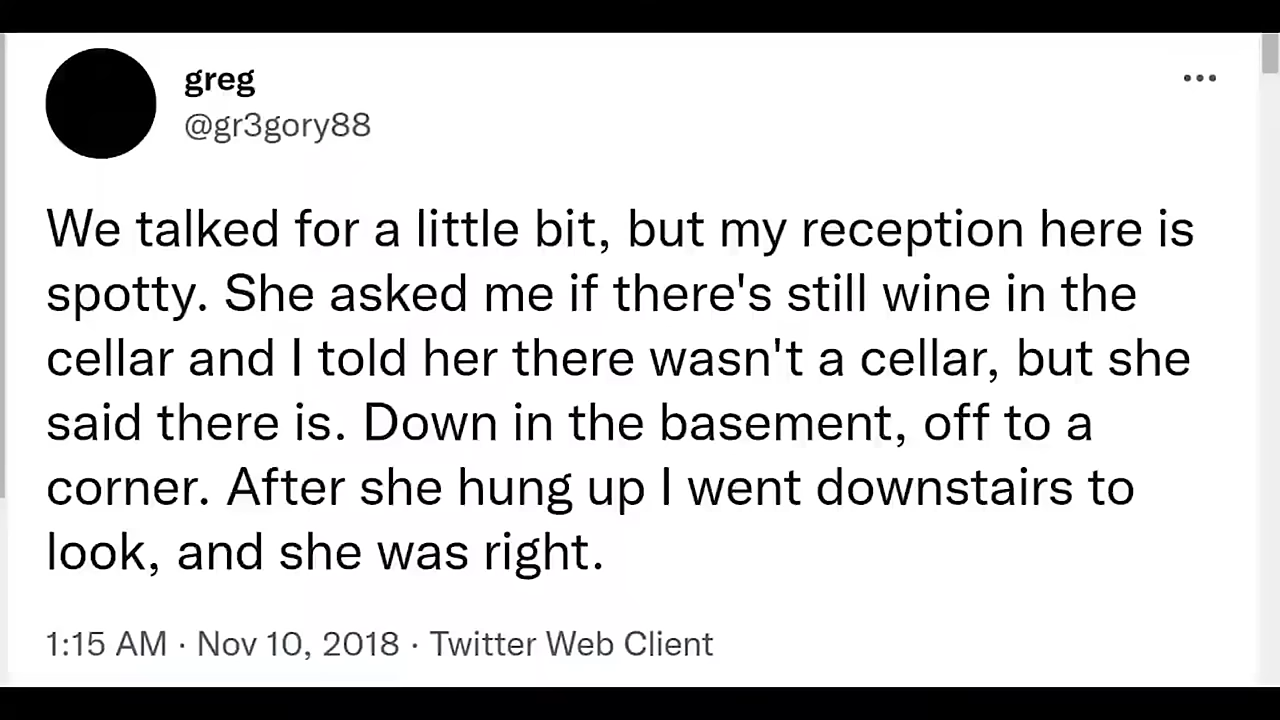 greg
@gr3gory88
We talked for a little bit, but my reception here is
spotty. She asked me if there's still wine in the
cellar and I told her there wasn't a cellar, but she
said there is. Down in the basement, off to a
corner. After she hung up I went downstairs to
look, and she was right.
1:15 AM · Nov 10, 2018 · Twitter Web Client